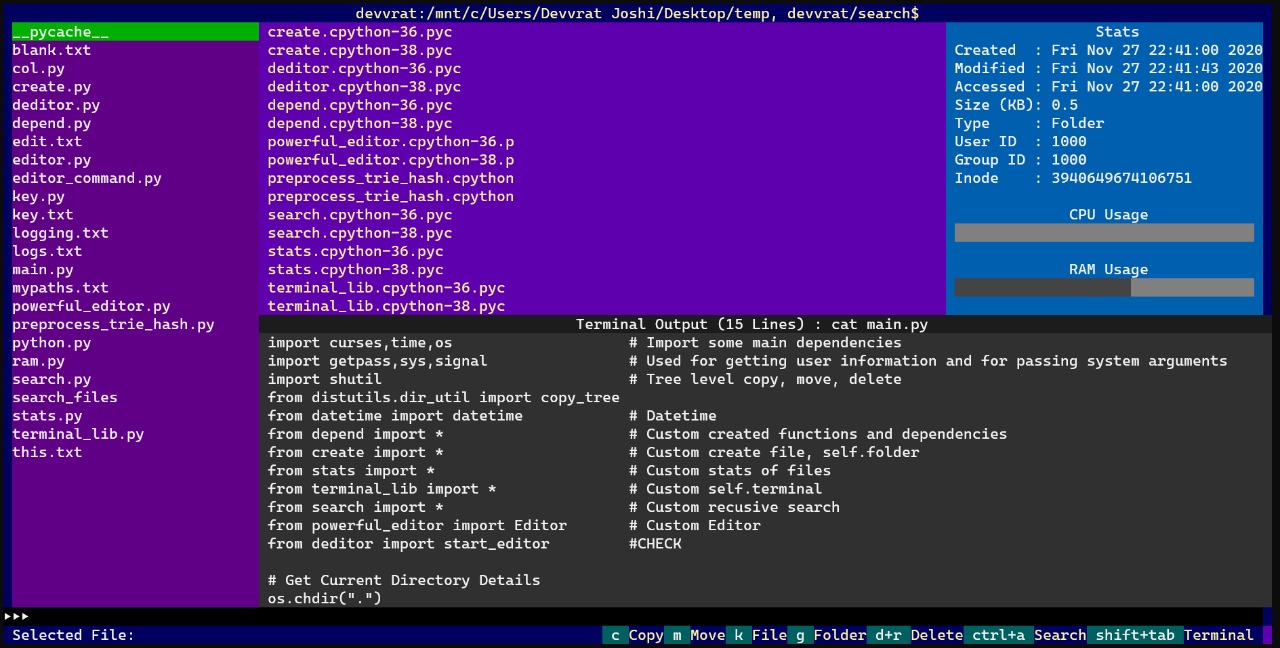 devvrat:/mnt/c/Users/Devvrat Joshi/Desktop/temp, devvrat/search$
__pycache__
blank.txt
col.py
create.py
deditor.py
depend.py
edit.txt
editor.py
editor_command.py
key.py
key.txt
logging.txt
logs.txt
main.py
mypaths.txt
powerful_editor.py
preprocess_trie_hash.py
python.py
ram.py
search.py
search_files
stats.py
terminal_lib.py
this.txt
create.cpython-36.pyc
create.cpython-38.pyc
deditor.cpython-36.pyc
deditor.cpython-38.pyc
depend.cpython-36.pyc
depend.cpython-38.pyc
powerful_editor.cpython-36.p
powerful_editor.cpython-38.p
preprocess_trie_hash.cpython
preprocess_trie_hash.cpython
search.cpython-36.pyc
search.cpython-38.pyc
stats.cpython-36.pyc
stats.cpython-38.pyc
terminal_lib.cpython-36.pyc
terminal_lib.cpython-38.pyc
Stats
Created  : Fri Nov 27 22:41:00 2020
Modified : Fri Nov 27 22:41:43 2020
Accessed : Fri Nov 27 22:41:00 2020
Size (KB): 0.5
Type     : Folder
User ID  : 1000
Group ID : 1000
Inode    : 3940649674106751
CPU Usage
RAM Usage
Terminal Output (15 Lines) : cat main.py
import curses,time,os                    # Import some main dependencies
import getpass,sys,signal                # Used for getting user information and for passing system arguments
import shutil                            # Tree level copy, move, delete
from distutils.dir_util import copy_tree
from datetime import datetime            # Datetime
from depend import *                     # Custom created functions and dependencies
from create import *                     # Custom create file, self.folder
from stats import *                      # Custom stats of files
from terminal_lib import *               # Custom self.terminal
from search import *                     # Custom recusive search
from powerful_editor import Editor       # Custom Editor
from deditor import start_editor         #CHECK
# Get Current Directory Details
os.chdir(".")
▸▸▸
Selected File: c Copy m Move k File g Folder d+r Delete ctrl+a Search shift+tab Terminal